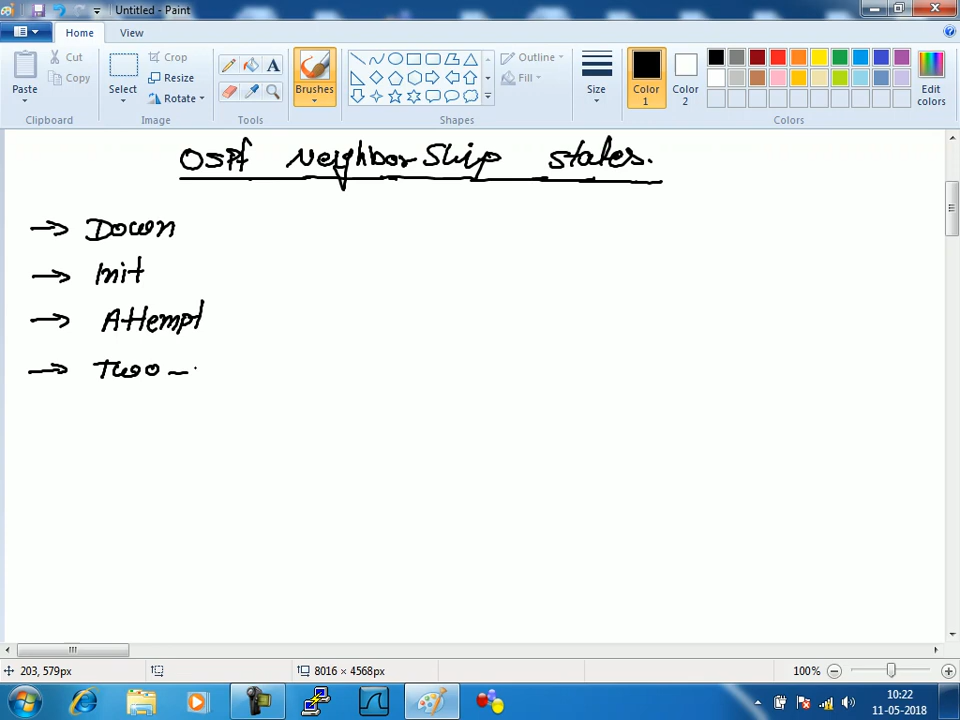 Untitled - Paint
Home View
Paste
Cut
Copy
Clipboard
Select
Crop
Resize
Rotate
Image
A
Tools
Brushes
Shapes
Outline
Fill
Size
Color 1
Color 2
Colors
Edit colors
OSPF Neighborship states.
→ Down
→ Init
→ Attempt
→ Two -
203, 579px
8016 × 4568px
100%
10:22
11-05-2018